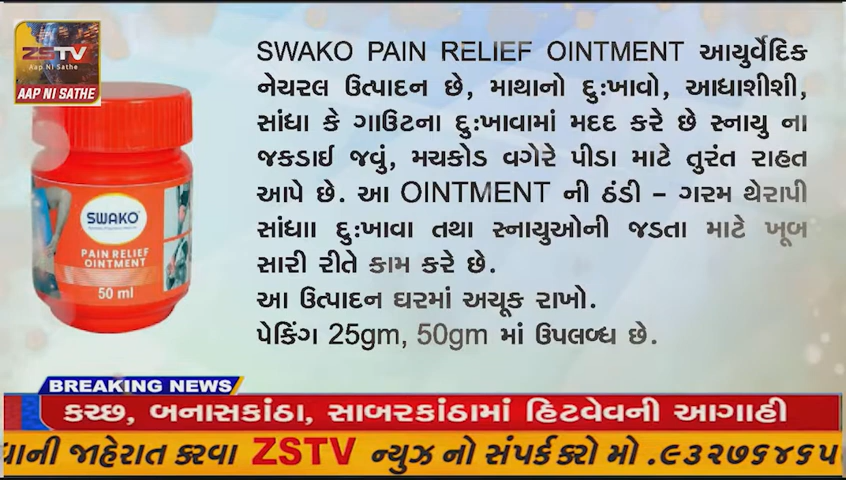 ZSTV
Aap Ni Sathe
AAP NI SATHE
SWAKO PAIN RELIEF OINTMENT આયુર્વેદિક
નેચરલ ઉત્પાદન છે, માથાનો દુઃખાવો, આધાશીશી,
સાંધા કે ગાઉટના દુઃખાવામાં મદદ કરે છે સ્નાયુ ના
જકડાઈ જવું, મચકોડ વગેરે પીડા માટે તુરંત રાહત
આપે છે. આ OINTMENT ની ઠંડી – ગરમ થેરાપી
સાંધાા દુઃખાવા તથા સ્નાયુઓની જડતા માટે ખૂબ
સારી રીતે કામ કરે છે.
આ ઉત્પાદન ઘરમાં અચૂક રાખો.
પેકિંગ 25gm, 50gm માં ઉપલબ્ધ છે.
SWAKO
PAIN RELIEF
OINTMENT
50 ml
BREAKING NEWS
કચ્છ, બનાસકાંઠા, સાબરકાંઠામાં હિટવેવની આગાહી
ધાની જાહેરાત કરવા ZSTV ન્યુઝ નો સંપર્ક કરો મો .૯૩૨૭૬૪૬૫